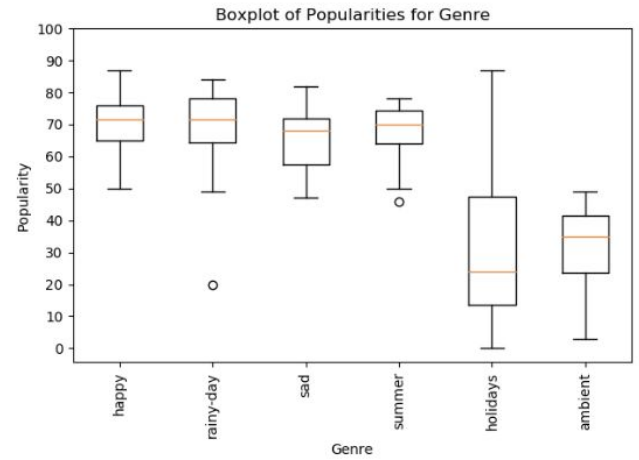 Boxplot of Popularities for Genre
100
90
80
70
60
50
40
30
20
10
0
Popularity
happy
rainy-day
sad
summer
holidays
ambient
Genre